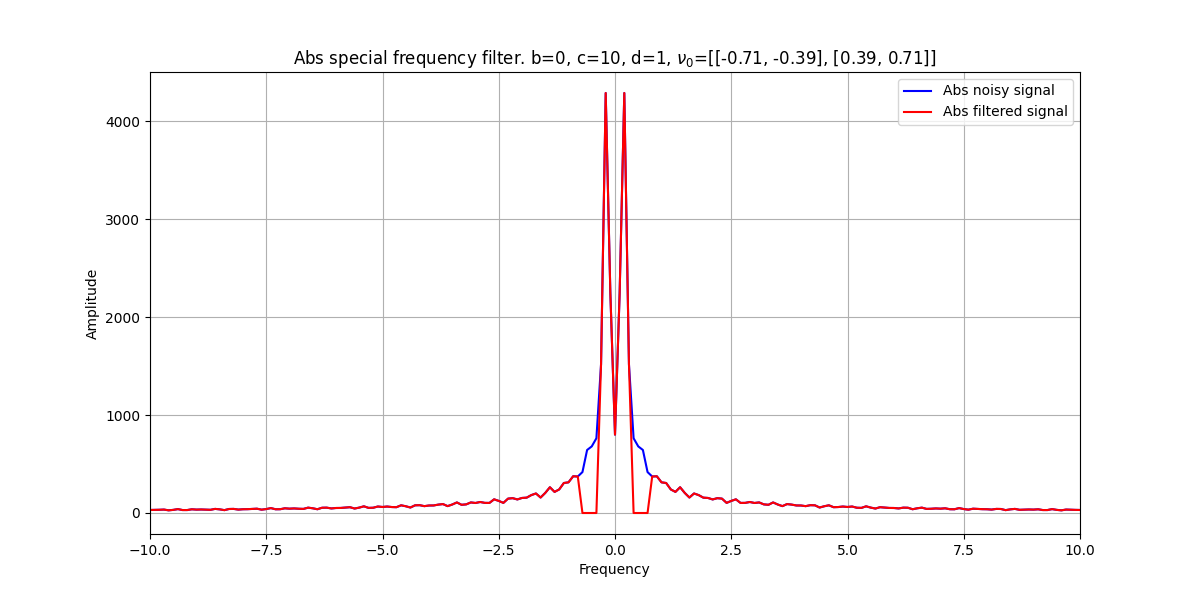 Abs special frequency filter. b=0, c=10, d=1, ν₀=[[-0.71, -0.39], [0.39, 0.71]]
Abs noisy signal
Abs filtered signal
4000
3000
2000
1000
0
Amplitude
−10.0 −7.5 −5.0 −2.5 0.0 2.5 5.0 7.5 10.0
Frequency